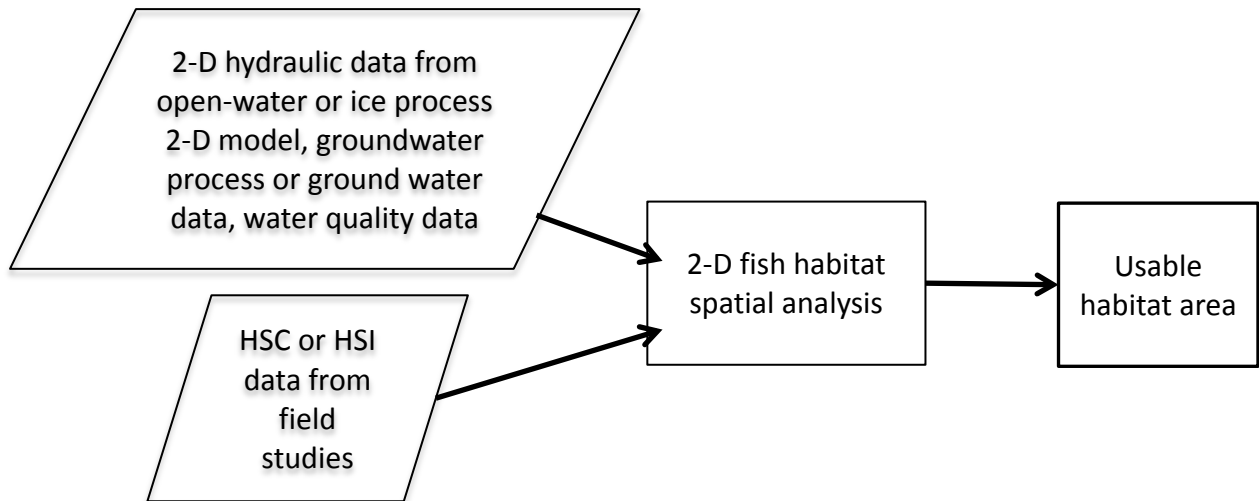 2-D hydraulic data from
open-water or ice process
2-D model, groundwater
process or ground water
data, water quality data
HSC or HSI
data from
field
studies
2-D fish habitat
spatial analysis
Usable
habitat area